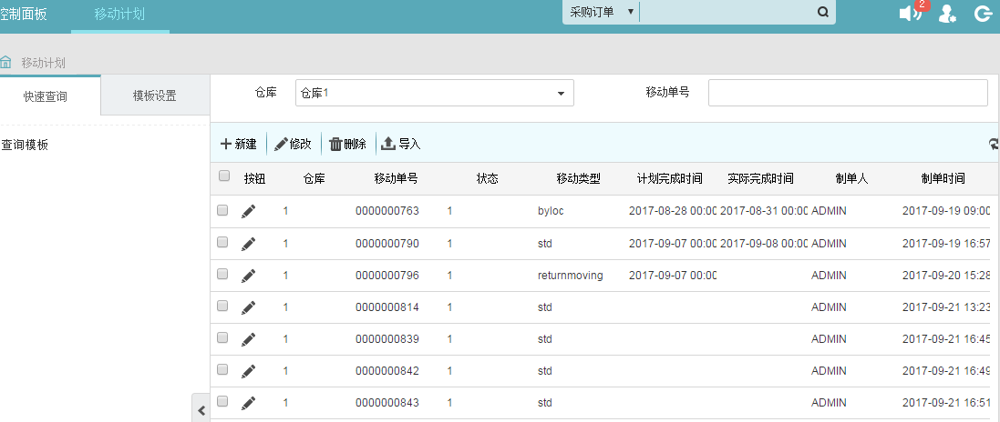 控制面板 移动计划 采购订单 2
移动计划
快速查询 模板设置 仓库 仓库1 移动单号
查询模板 新建 修改 删除 导入
按钮 仓库 移动单号 状态 移动类型 计划完成时间 实际完成时间 制单人 制单时间
1 0000000763 1 byloc 2017-08-28 00:00 2017-08-31 00:00 ADMIN 2017-09-19 09:00
1 0000000790 1 std 2017-09-07 00:00 2017-09-08 00:00 ADMIN 2017-09-19 16:57
1 0000000796 1 returnmoving 2017-09-07 00:00 ADMIN 2017-09-20 15:28
1 0000000814 1 std ADMIN 2017-09-21 13:23
1 0000000839 1 std ADMIN 2017-09-21 16:45
1 0000000842 1 std ADMIN 2017-09-21 16:49
1 0000000843 1 std ADMIN 2017-09-21 16:51